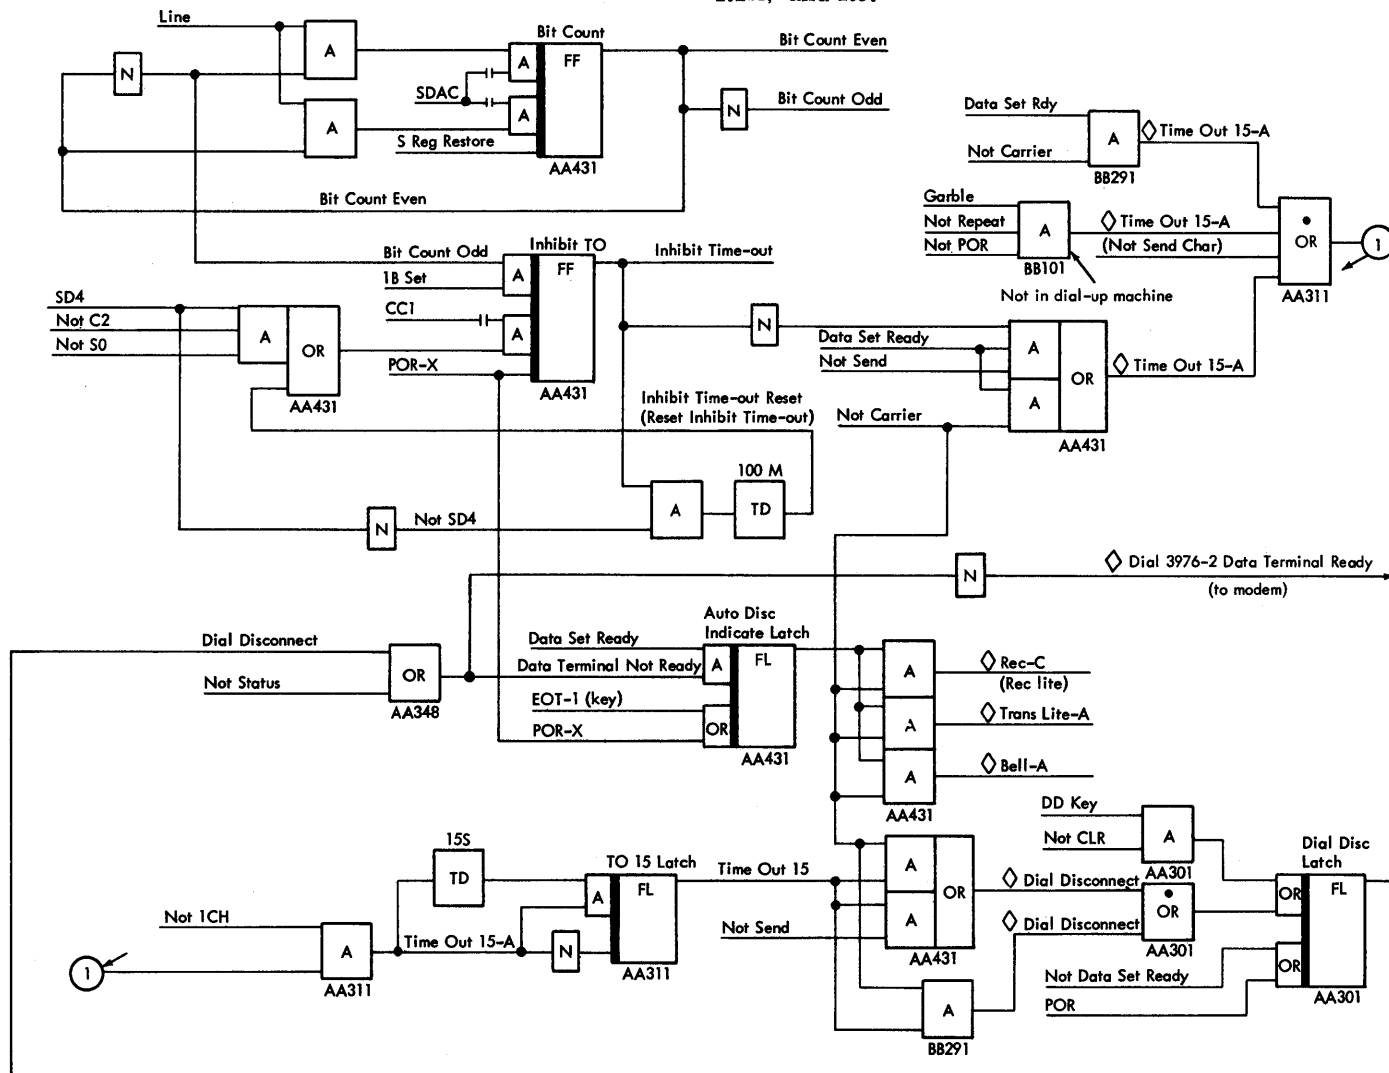 Line
A
Bit Count
FF
Bit Count Even
N
A
SDAC
A
N
Bit Count Odd
A
A
S Reg Restore
AA431
Bit Count Even
Data Set Rdy
A
Time Out 15-A
Not Carrier
BB291
Garble
Not Repeat
Not POR
A
BB101
Time Out 15-A
(Not Send Char)
OR
1
AA311
Not in dial-up machine
Bit Count Odd
Inhibit TO
FF
Inhibit Time-out
1B Set
A
SD4
Not C2
Not S0
A
OR
AA431
CC1
A
POR-X
AA431
N
Data Set Ready
Not Send
A
OR
A
Time Out 15-A
Not Carrier
AA431
Inhibit Time-out Reset
(Reset Inhibit Time-out)
100 M
A
TD
N
Not SD4
N
Dial 3976-2 Data Terminal Ready
(to modem)
Dial Disconnect
Not Status
OR
AA348
Auto Disc
Indicate Latch
Data Set Ready
Data Terminal Not Ready
A
FL
EOT-1 (key)
POR-X
OR
AA431
A
Rec-C
(Rec lite)
A
Trans Lite-A
A
Bell-A
AA431
DD Key
Not CLR
A
AA301
15S
TD
TO 15 Latch
A
FL
Time Out 15
AA311
Not 1CH
A
Time Out 15-A
N
1
AA311
A
OR
A
Not Send
AA431
Dial Disconnect
Dial Disconnect
OR
AA301
A
BB291
Dial Disc
Latch
OR
FL
OR
Not Data Set Ready
POR
AA301